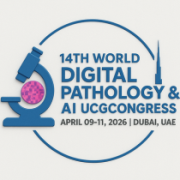 14TH WORLD
DIGITAL
PATHOLOGY &
AI UCGCONGRESS
APRIL 09-11, 2026 | DUBAI, UAE